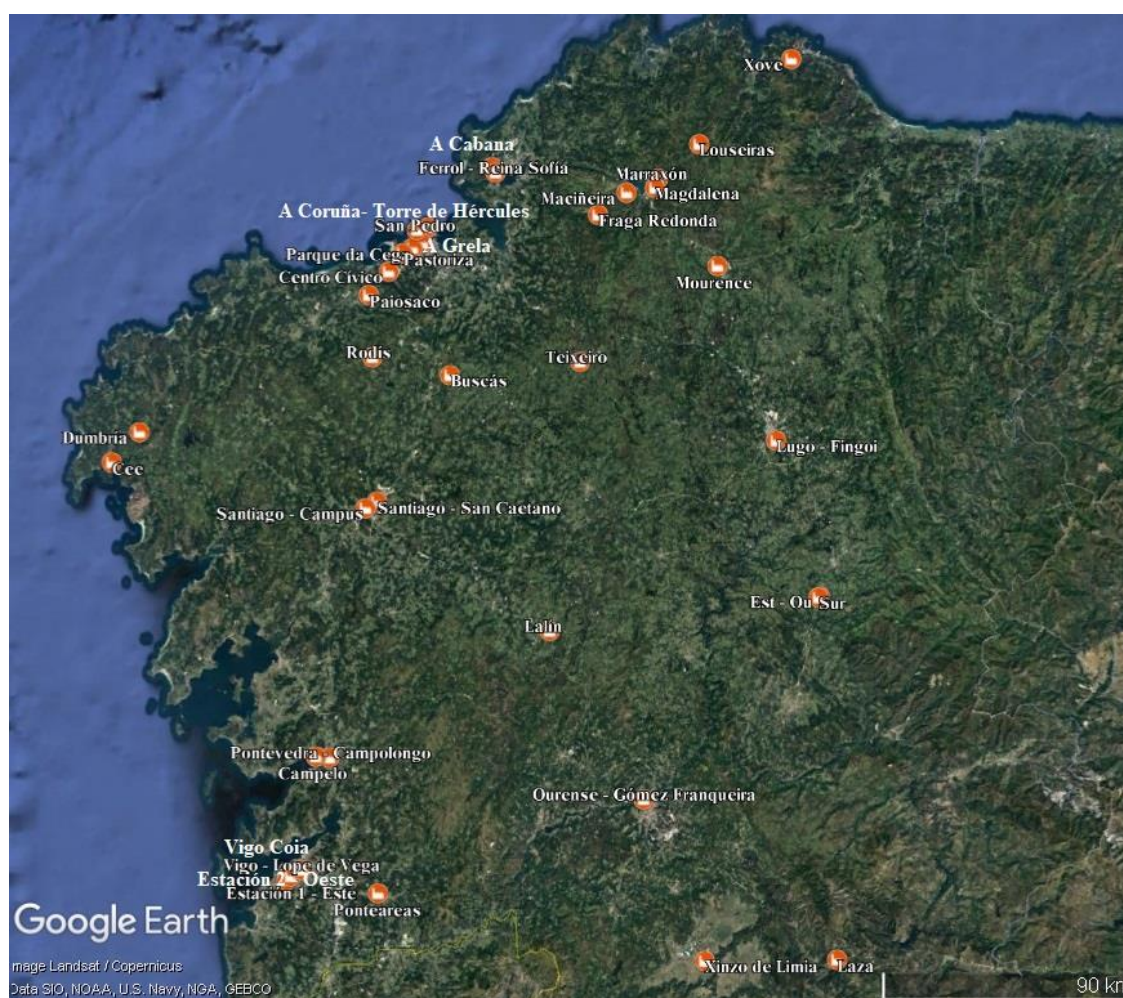 Xove
A Cabana
Louseiras
Ferrol - Reina Sofía
Marraxón
Maciñeira
Magdalena
A Coruña- Torre de Hércules
San Pedro
Fraga Redonda
A Grela
Parque da Ceg
Pastoriza
Centro Cívico
Mourence
Paiosaco
Rodís
Teixeiro
Buscás
Dumbría
Lugo - Fingoi
Cee
Santiago - Campus
Santiago - San Caetano
Est - Ou Sur
Lalín
Pontevedra - Campolongo
Campelo
Ourense - Gómez Franqueira
Vigo Coia
Vigo - Lope de Vega
Estación 2 - Oeste
Estación 1 - Este
Ponteareas
Google Earth
Xinzo de Limia
Laza
mage Landsat / Copernicus
Data SIO, NOAA, U.S. Navy, NGA, GEBCO
90 km